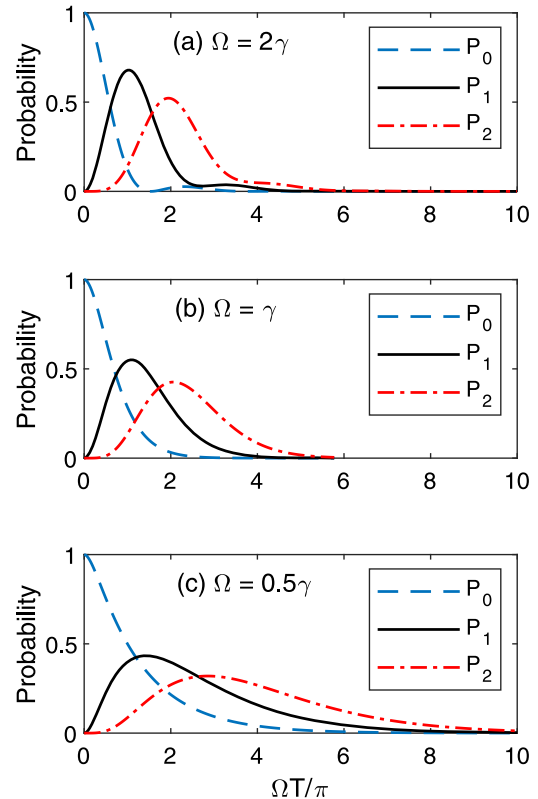 (a) Ω = 2γ
P₀
P₁
P₂
Probability
1
0.5
0
0 2 4 6 8 10
(b) Ω = γ
P₀
P₁
P₂
Probability
1
0.5
0
0 2 4 6 8 10
(c) Ω = 0.5γ
P₀
P₁
P₂
Probability
1
0.5
0
0 2 4 6 8 10
ΩT/π